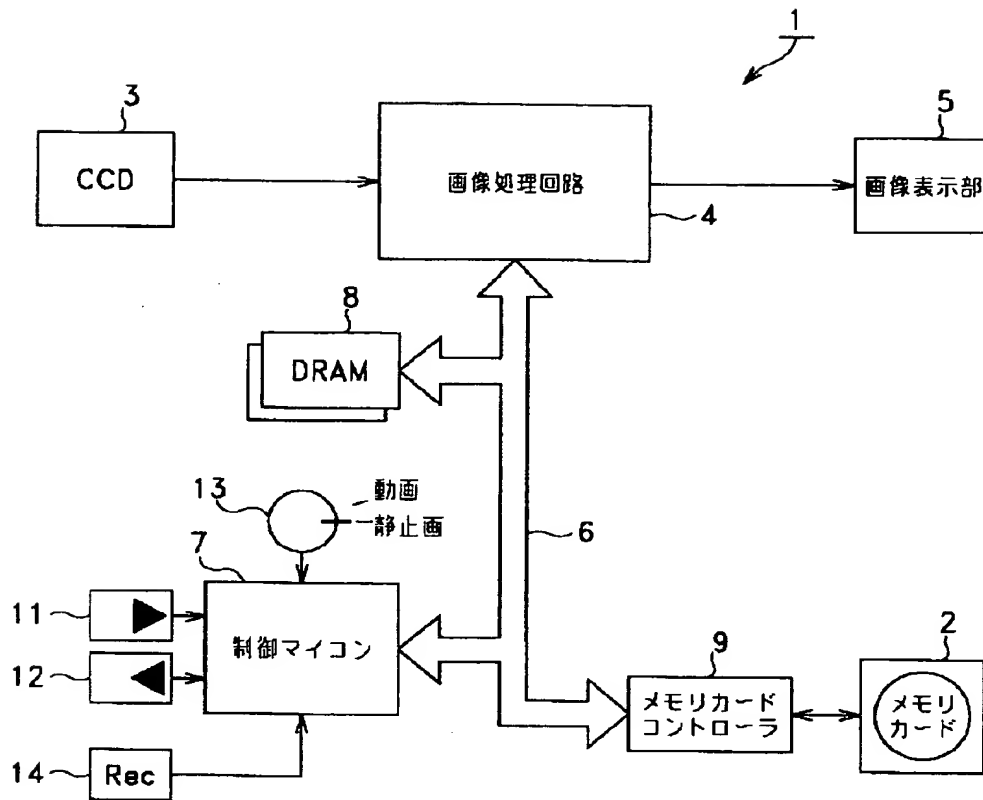 1
3
CCD
画像処理回路
4
5
画像表示部
8
DRAM
13
動画
静止画
6
7
制御マイコン
11
12
14
Rec
9
メモリカード
コントローラ
2
メモリ
カード